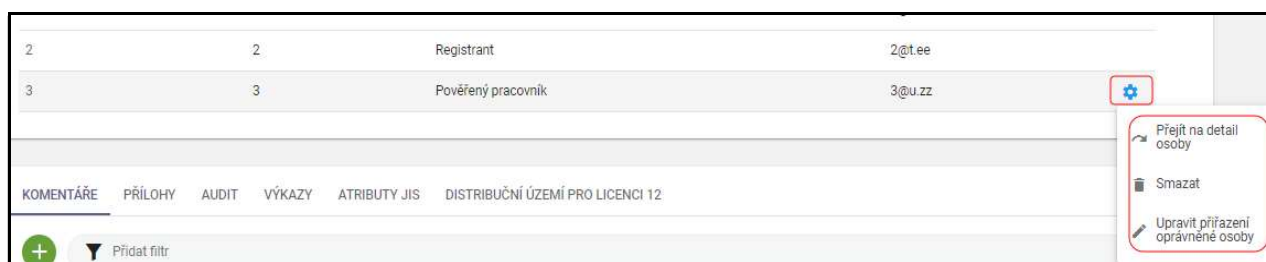 2 2 Registrant 2@t.ee
3 3 Pověřený pracovník 3@u.zz
Přejít na detail
osoby
Smazat
Upravit přiřazení
oprávněné osoby
KOMENTÁŘE PŘÍLOHY AUDIT VÝKAZY ATRIBUTY JIS DISTRIBUČNÍ ÚZEMÍ PRO LICENCI 12
Přidat filtr